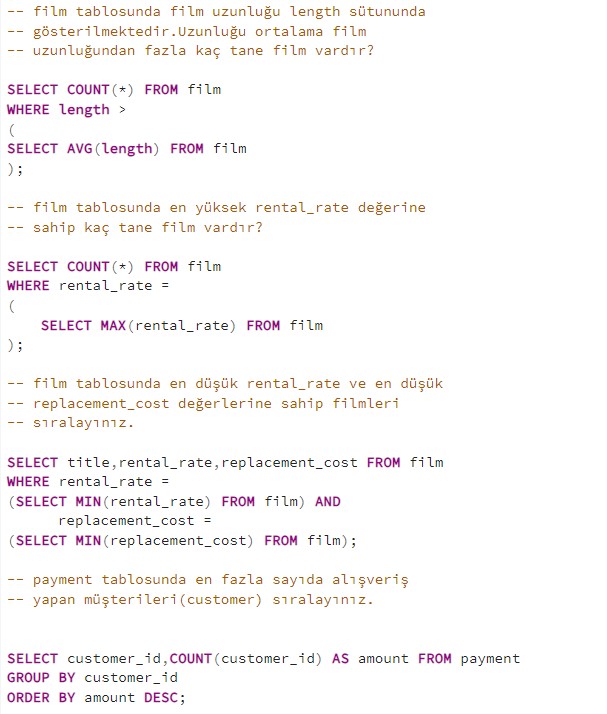 -- film tablosunda film uzunluğu length sütununda
-- gösterilmektedir.Uzunluğu ortalama film
-- uzunluğundan fazla kaç tane film vardır?
SELECT COUNT(*) FROM film
WHERE length >
(
SELECT AVG(length) FROM film
);
-- film tablosunda en yüksek rental_rate değerine
-- sahip kaç tane film vardır?
SELECT COUNT(*) FROM film
WHERE rental_rate =
(
    SELECT MAX(rental_rate) FROM film
);
-- film tablosunda en düşük rental_rate ve en düşük
-- replacement_cost değerlerine sahip filmleri
-- sıralayınız.
SELECT title,rental_rate,replacement_cost FROM film
WHERE rental_rate =
(SELECT MIN(rental_rate) FROM film) AND
      replacement_cost =
(SELECT MIN(replacement_cost) FROM film);
-- payment tablosunda en fazla sayıda alışveriş
-- yapan müşterileri(customer) sıralayınız.
SELECT customer_id,COUNT(customer_id) AS amount FROM payment
GROUP BY customer_id
ORDER BY amount DESC;